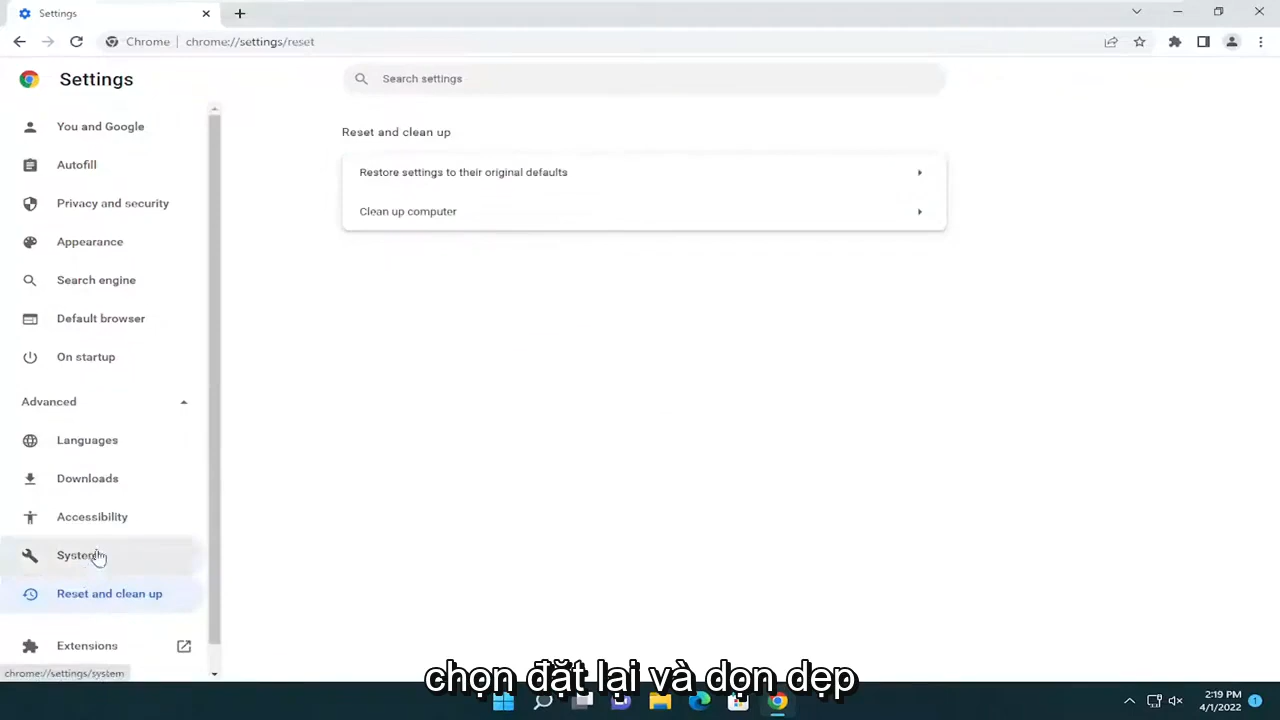 Settings
Chrome | chrome://settings/reset
Settings
Search settings
You and Google
Autofill
Privacy and security
Appearance
Search engine
Default browser
On startup
Advanced
Languages
Downloads
Accessibility
System
Reset and clean up
Extensions
chrome://settings/system
Reset and clean up
Restore settings to their original defaults
Clean up computer
chọn đặt lại và dọn dẹp
2:19 PM
4/1/2022
1